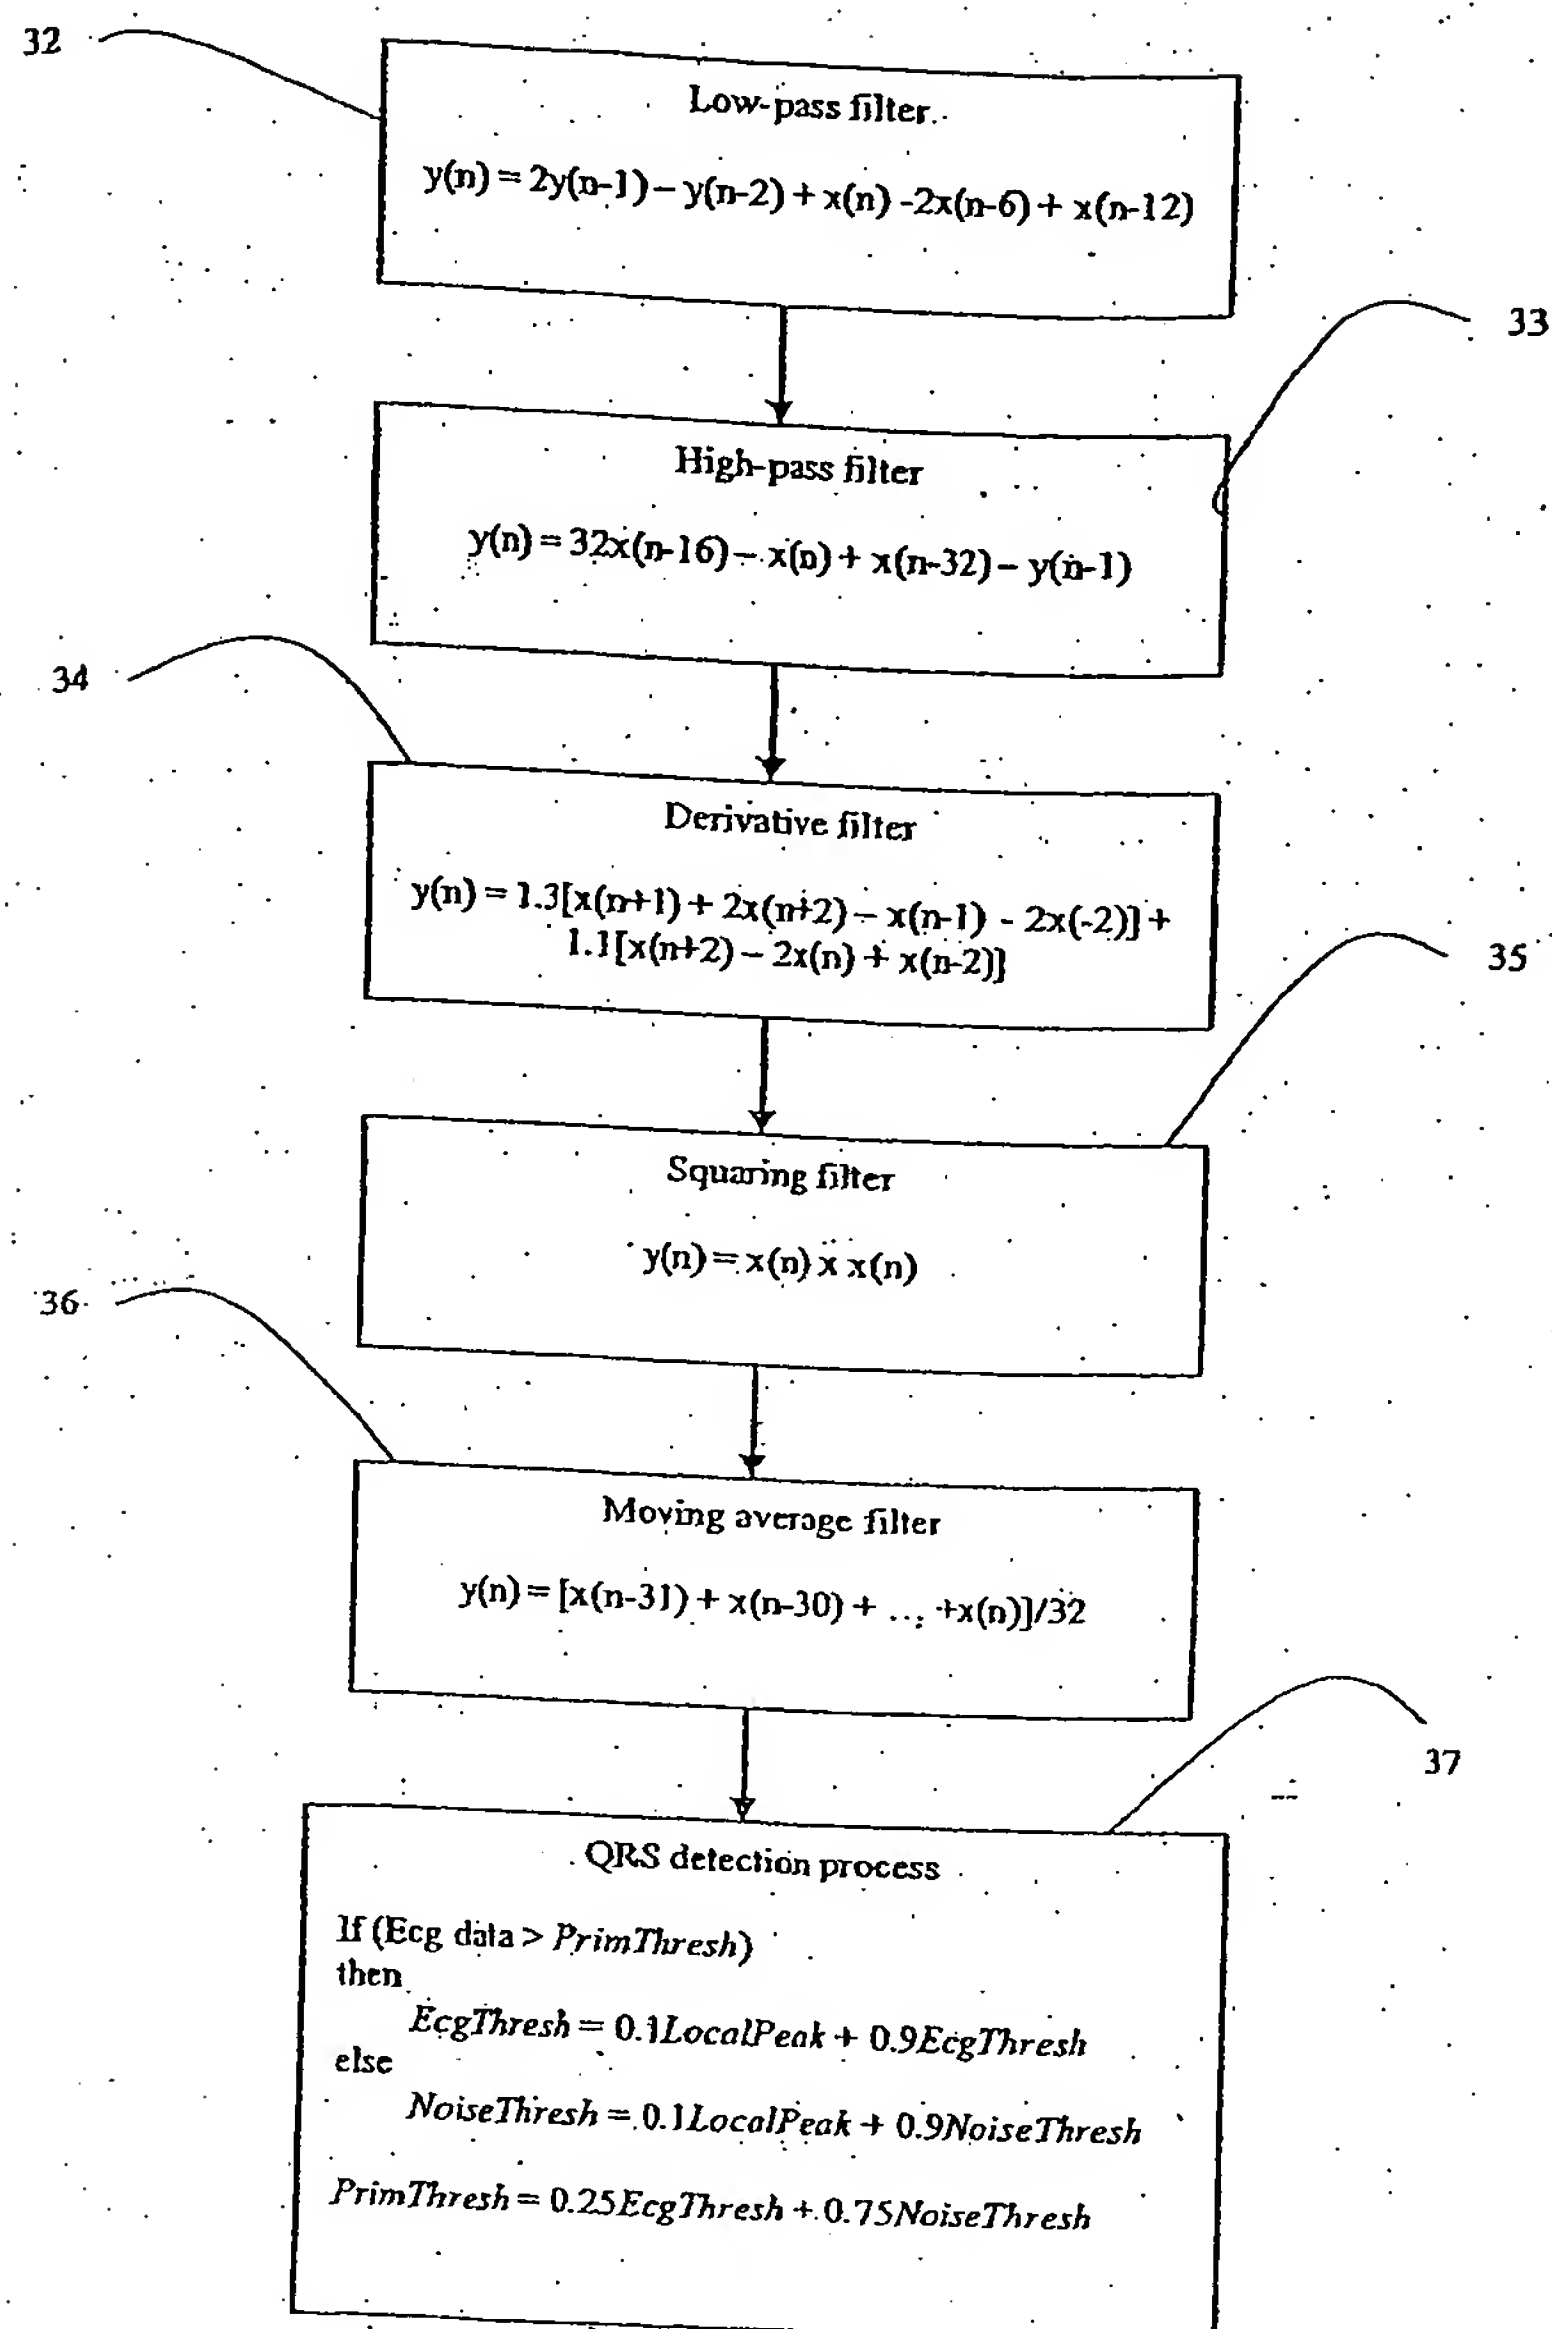 32
Low-pass filter
y(n) = 2y(n-1) – y(n-2) + x(n) -2x(n-6) + x(n-12)
33
High-pass filter
y(n) = 32x(n-16) – x(n) + x(n-32) – y(n-1)
34
Derivative filter
y(n) = 1.3[x(n+1) + 2x(n+2) – x(n-1) - 2x(-2)] +
1.1[x(n+2) – 2x(n) + x(n-2)]
35
Squaring filter
y(n) = x(n) x x(n)
36
Moving average filter
y(n) = [x(n-31) + x(n-30) + ... +x(n)]/32
37
QRS detection process
If (Ecg data > PrimThresh)
then
EcgThresh = 0.1LocalPeak + 0.9EcgThresh
else
NoiseThresh = 0.1LocalPeak + 0.9NoiseThresh
PrimThresh = 0.25EcgThresh + 0.75NoiseThresh